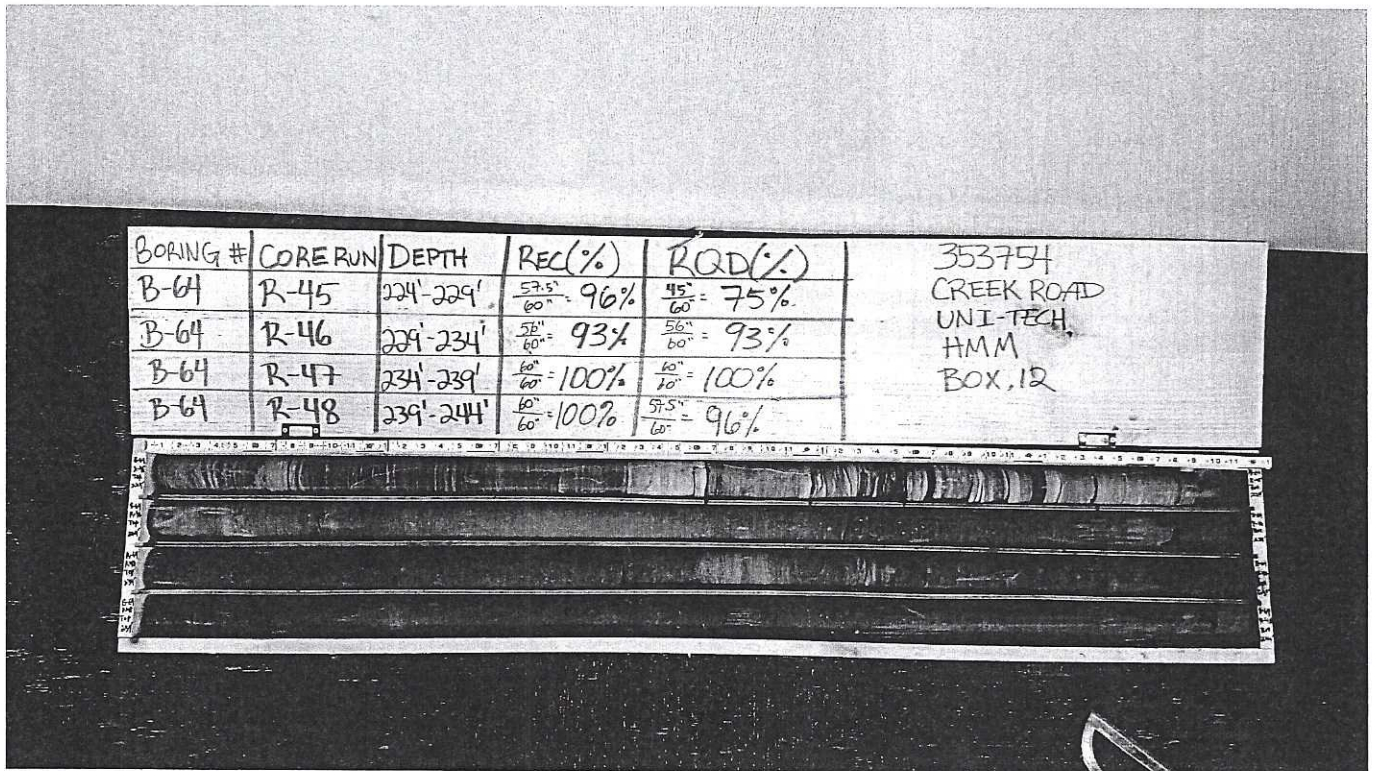 BORING # CORE RUN DEPTH REC(%) RQD(%)
B-64 R-45 224'-229' 57.5"/60" = 96% 45"/60" = 75%
B-64 R-46 229'-234' 56"/60" = 93% 56"/60" = 93%
B-64 R-47 234'-239' 60"/60" = 100% 60"/60" = 100%
B-64 R-48 239'-244' 60"/60" = 100% 57.5"/60" = 96%
353754
CREEK ROAD
UNI-TECH
HMM
BOX. 12